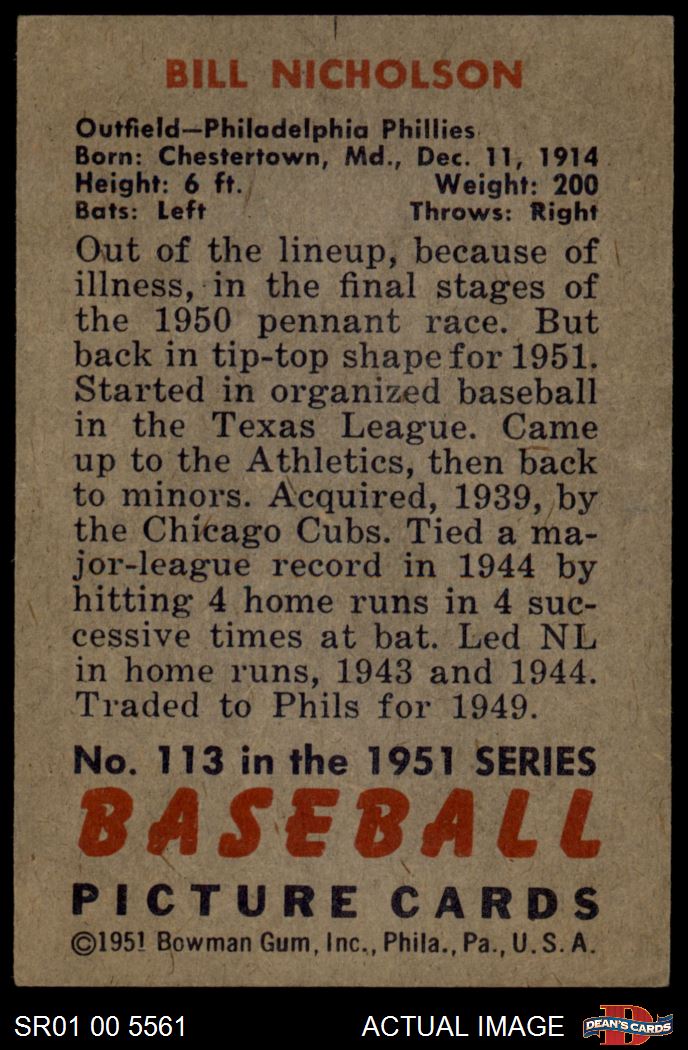 BILL NICHOLSON
Outfield—Philadelphia Phillies
Born: Chestertown, Md., Dec. 11, 1914
Height: 6 ft. Weight: 200
Bats: Left Throws: Right
Out of the lineup, because of
illness, in the final stages of
the 1950 pennant race. But
back in tip-top shape for 1951.
Started in organized baseball
in the Texas League. Came
up to the Athletics, then back
to minors. Acquired, 1939, by
the Chicago Cubs. Tied a ma-
jor-league record in 1944 by
hitting 4 home runs in 4 suc-
cessive times at bat. Led NL
in home runs, 1943 and 1944.
Traded to Phils for 1949.
No. 113 in the 1951 SERIES
BASEBALL
PICTURE CARDS
©1951 Bowman Gum, Inc., Phila., Pa., U.S.A.
SR01 00 5561 ACTUAL IMAGE D DEAN'S CARDS